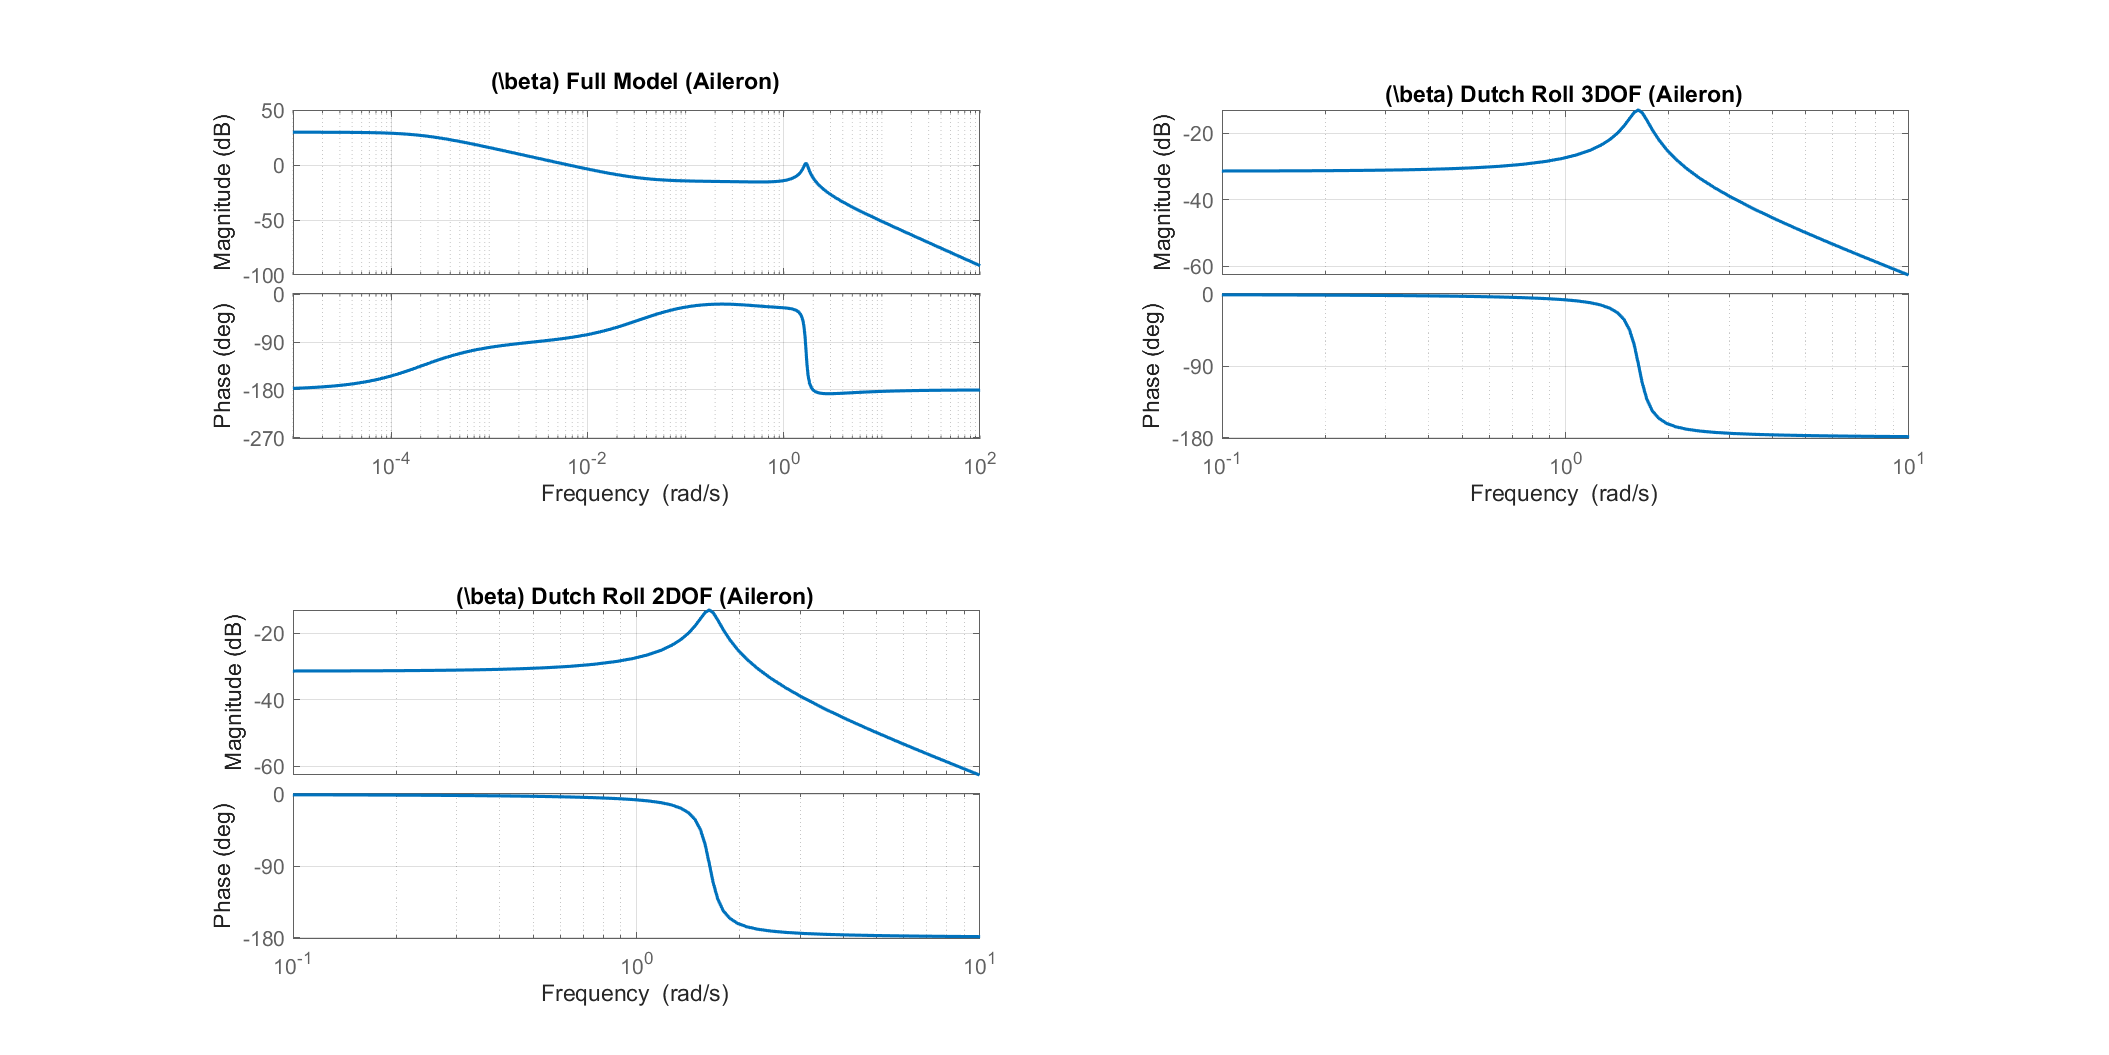 (\beta) Full Model (Aileron)
Magnitude (dB)
50
0
-50
-100
Phase (deg)
0
-90
-180
-270
10^-4
10^-2
10^0
10^2
Frequency (rad/s)
(\beta) Dutch Roll 3DOF (Aileron)
Magnitude (dB)
-20
-40
-60
Phase (deg)
0
-90
-180
10^-1
10^0
10^1
Frequency (rad/s)
(\beta) Dutch Roll 2DOF (Aileron)
Magnitude (dB)
-20
-40
-60
Phase (deg)
0
-90
-180
10^-1
10^0
10^1
Frequency (rad/s)